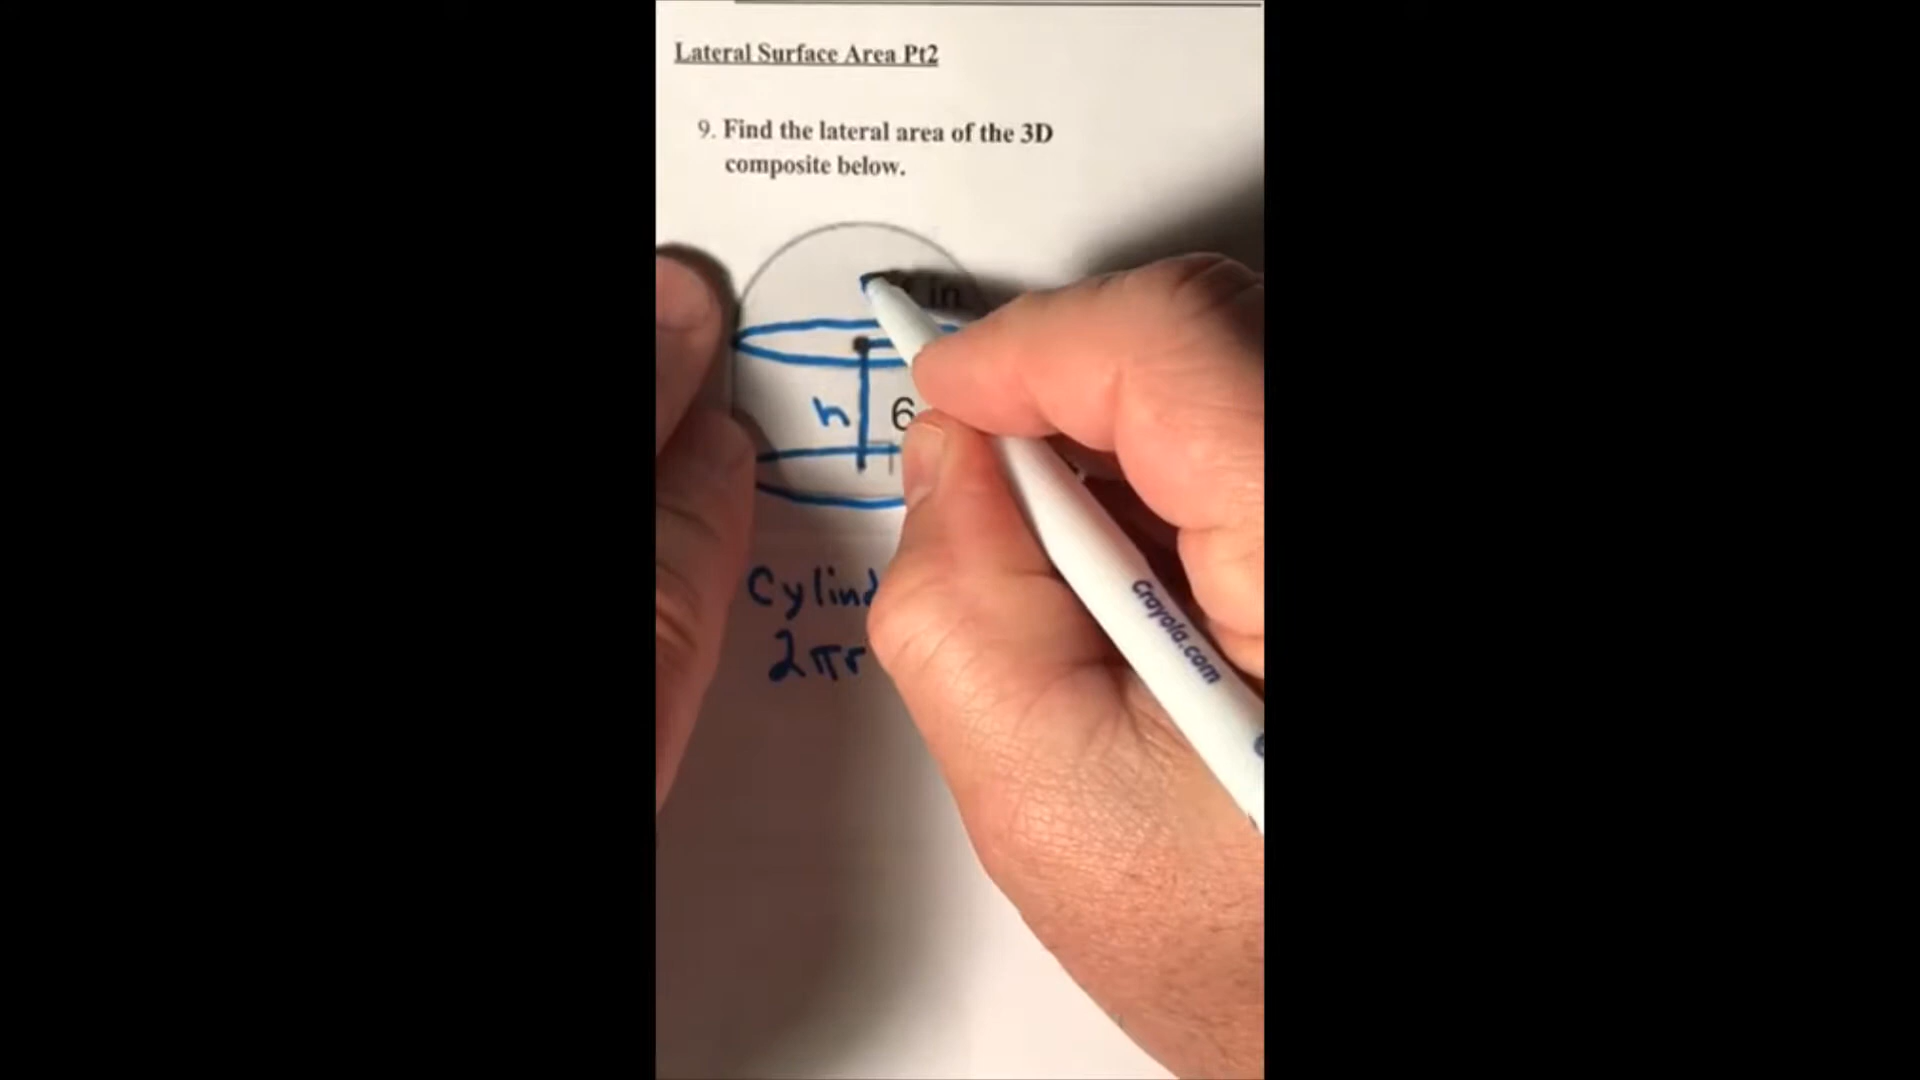 Lateral Surface Area Pt2
9. Find the lateral area of the 3D
composite below.
in
h 6
Crayola.com
2πr